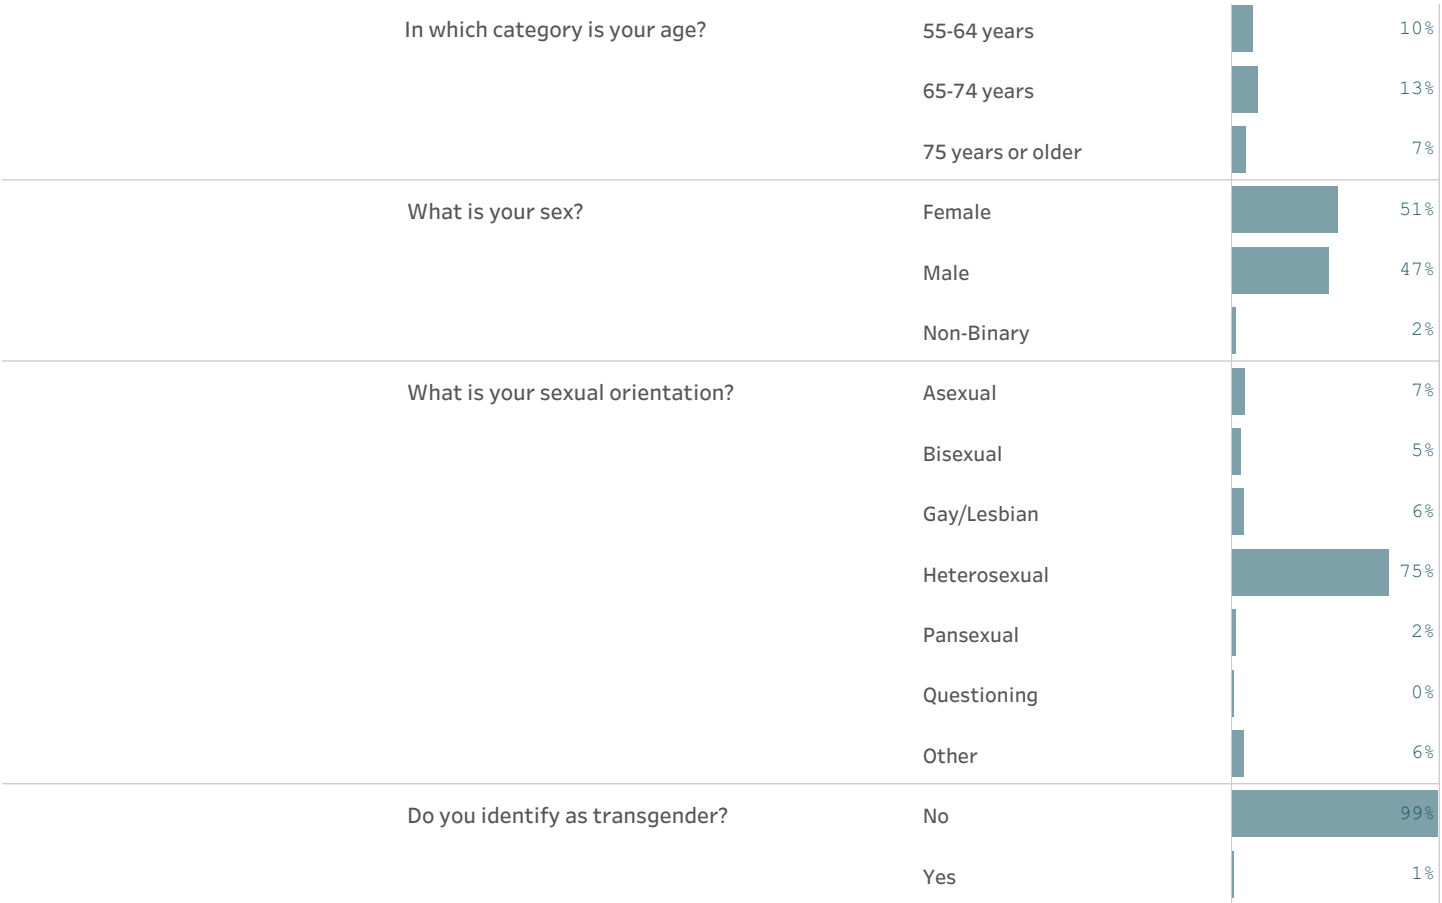 In which category is your age? 55-64 years 10%
65-74 years 13%
75 years or older 7%
What is your sex? Female 51%
Male 47%
Non-Binary 2%
What is your sexual orientation? Asexual 7%
Bisexual 5%
Gay/Lesbian 6%
Heterosexual 75%
Pansexual 2%
Questioning 0%
Other 6%
Do you identify as transgender? No 99%
Yes 1%